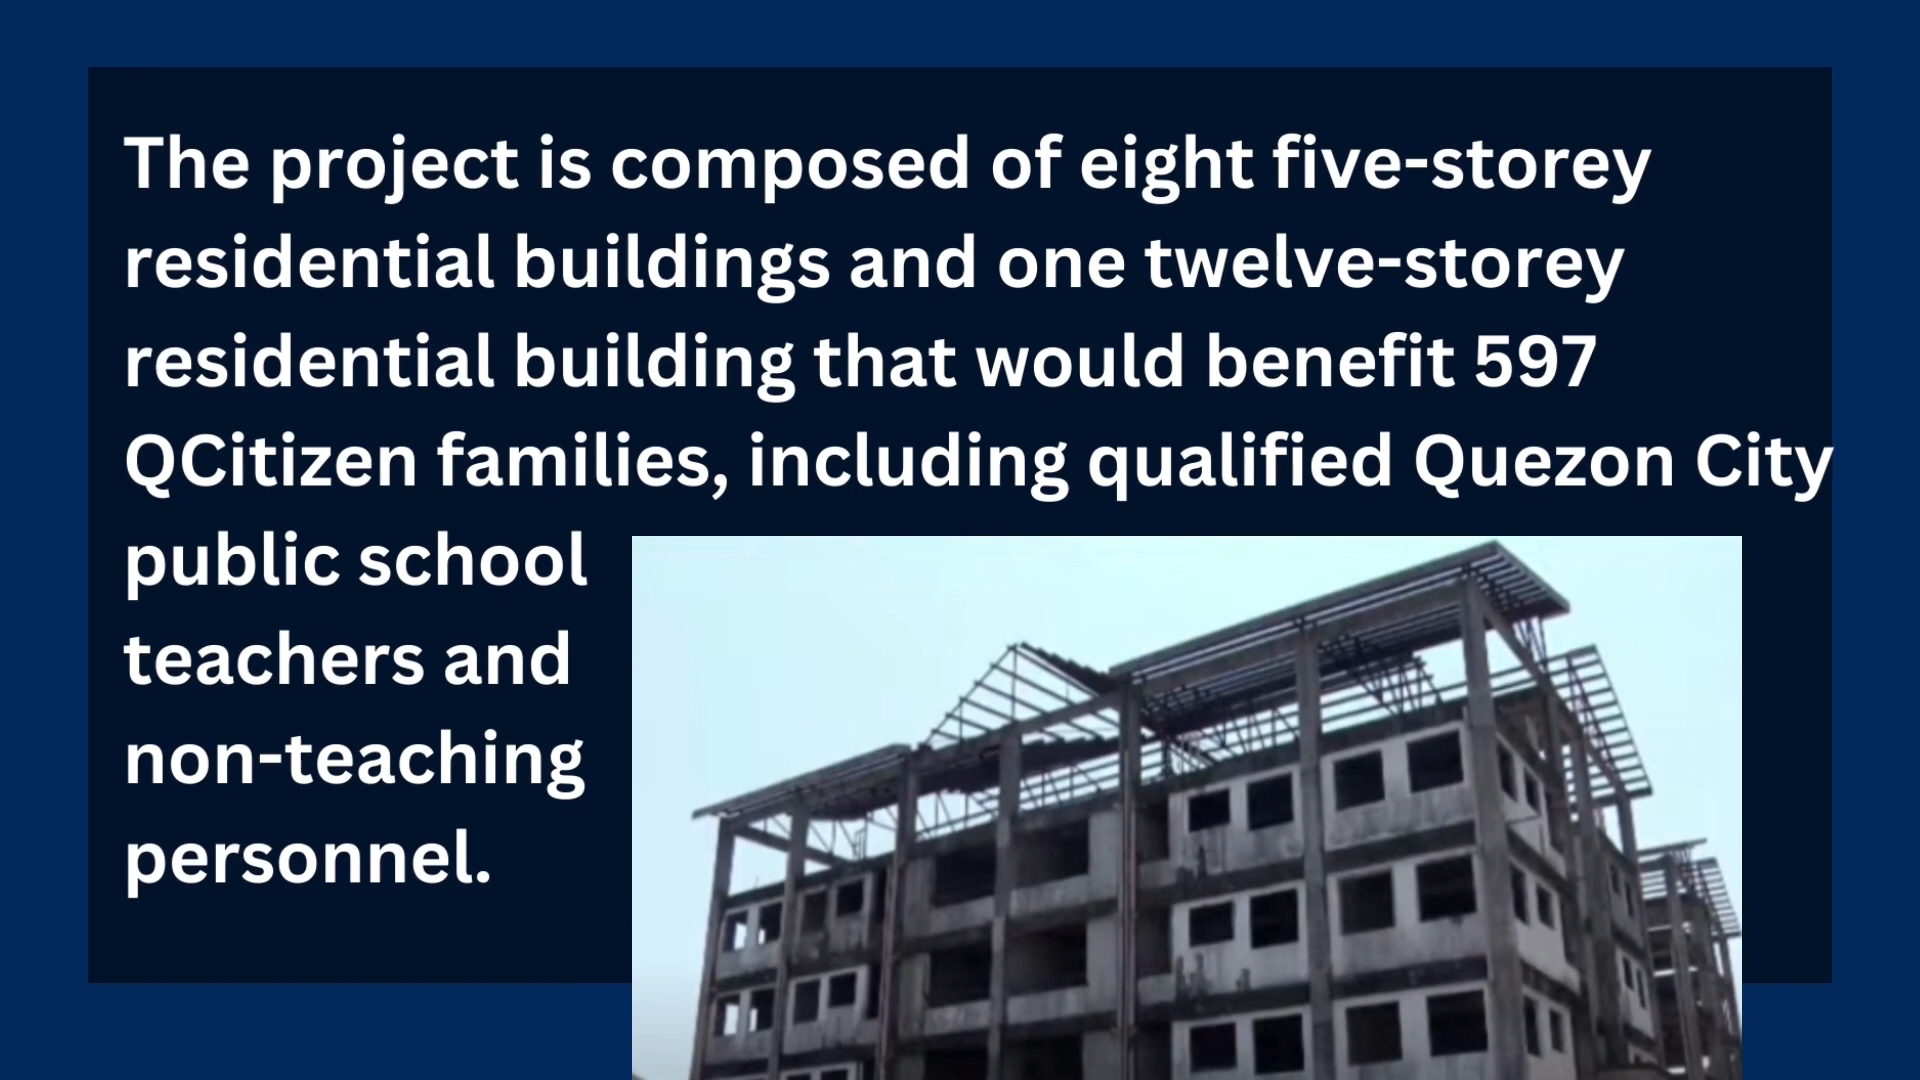 The project is composed of eight five-storey
residential buildings and one twelve-storey
residential building that would benefit 597
QCitizen families, including qualified Quezon City
public school
teachers and
non-teaching
personnel.